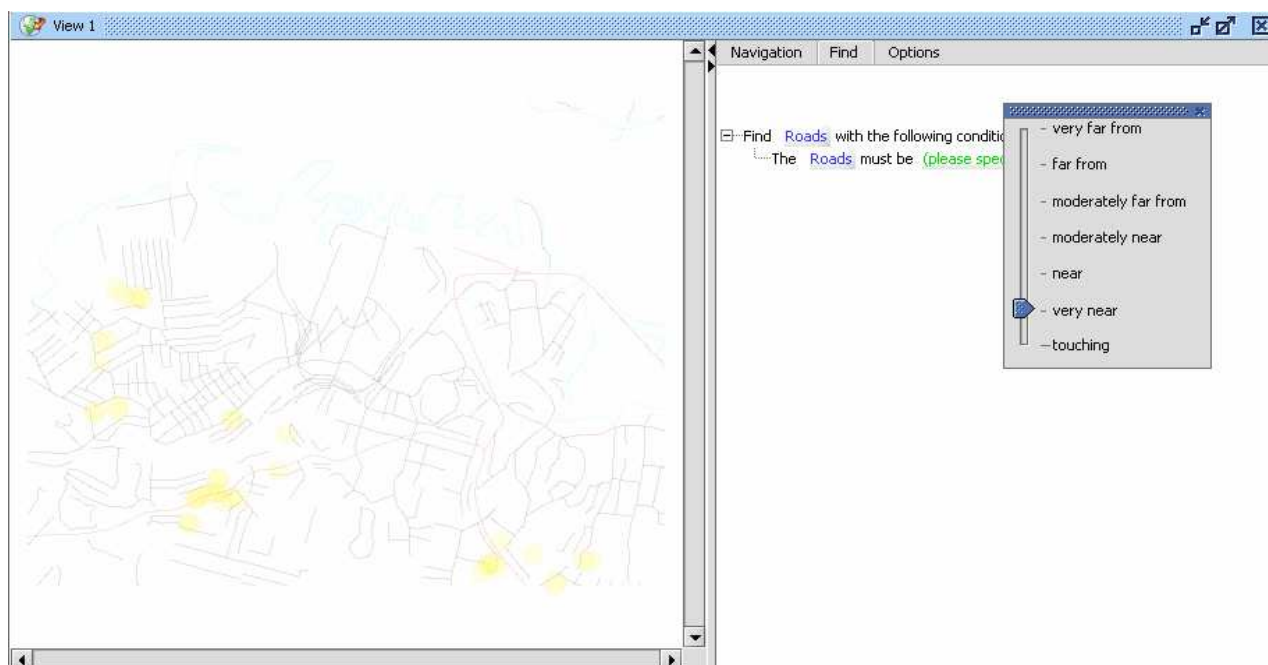 View 1
Navigation Find Options
Find Roads with the following conditio
The Roads must be (please spec
very far from
far from
moderately far from
moderately near
near
very near
touching